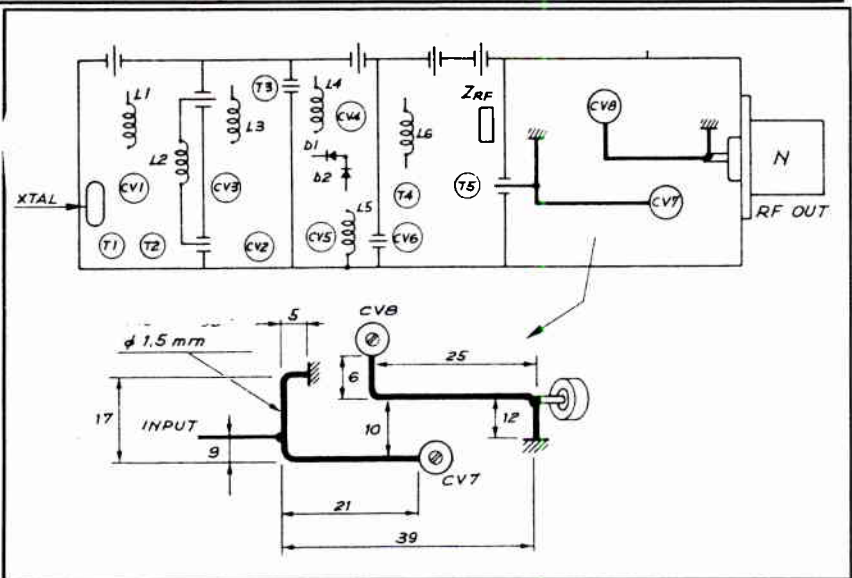 L1
L2
L3
T3
L4
CV4
D1
D2
L5
L6
ZRF
CV8
N
RF OUT
XTAL
CV1
CV3
T1
T2
CV2
CV5
T4
CV6
T5
CV7
CV8
5
φ 1,5 mm
25
6
17
INPUT
10
12
9
CV7
21
39